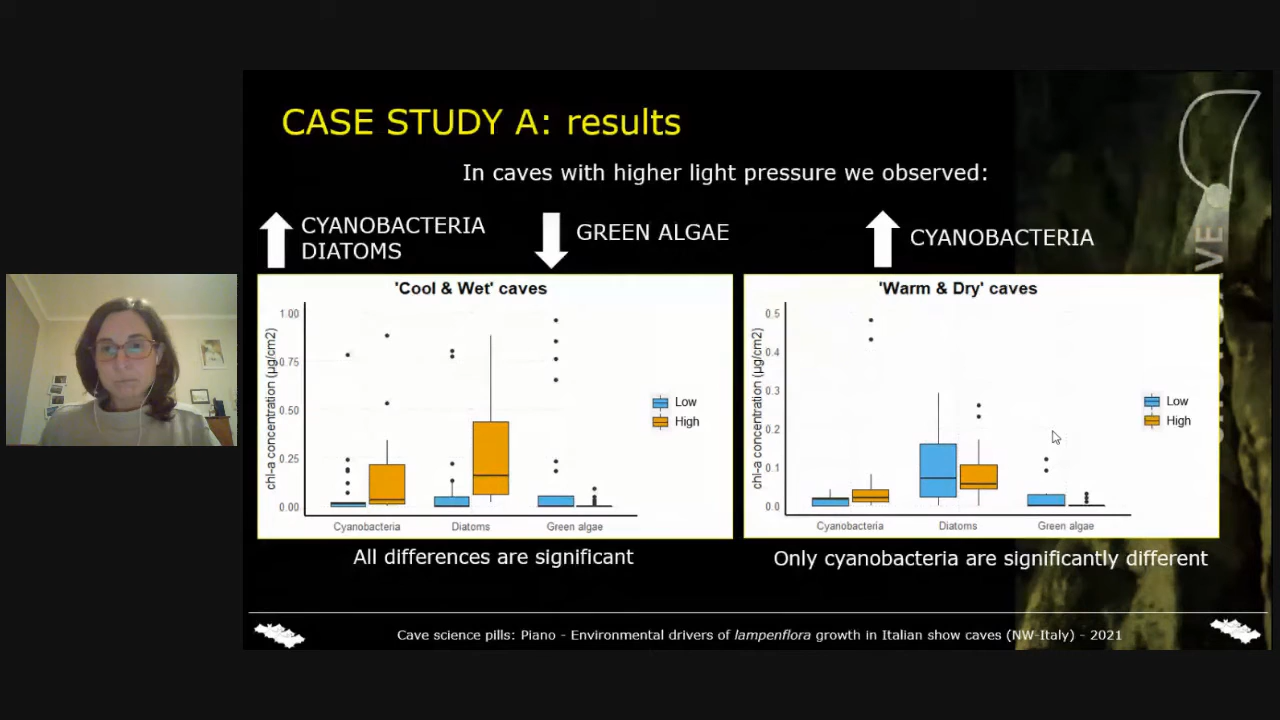 CASE STUDY A: results
In caves with higher light pressure we observed:
CYANOBACTERIA
DIATOMS
GREEN ALGAE
CYANOBACTERIA
'Cool & Wet' caves
chl-a concentration (µg/cm2)
1.00
0.75
0.50
0.25
0.00
Cyanobacteria Diatoms Green algae
Low
High
'Warm & Dry' caves
chl-a concentration (µg/cm2)
0.5
0.4
0.3
0.2
0.1
0.0
Cyanobacteria Diatoms Green algae
Low
High
All differences are significant
Only cyanobacteria are significantly different
Cave science pills: Piano - Environmental drivers of lampenflora growth in Italian show caves (NW-Italy) - 2021